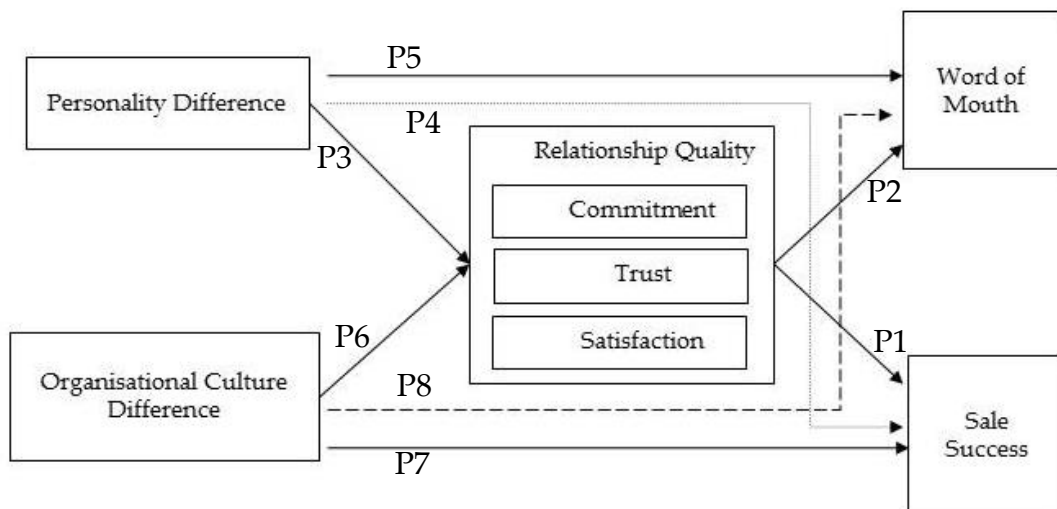 P5
Word of
Mouth
Personality Difference
P4
P3
Relationship Quality
P2
Commitment
Trust
P6
Satisfaction
P1
Organisational Culture
Difference
P8
Sale
Success
P7